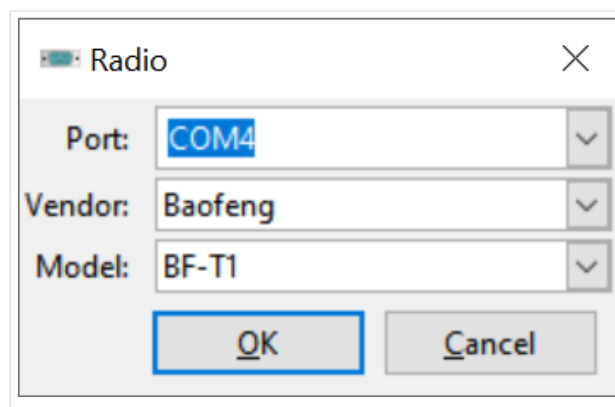 Radio
Port: COM4
Vendor: Baofeng
Model: BF-T1
OK Cancel